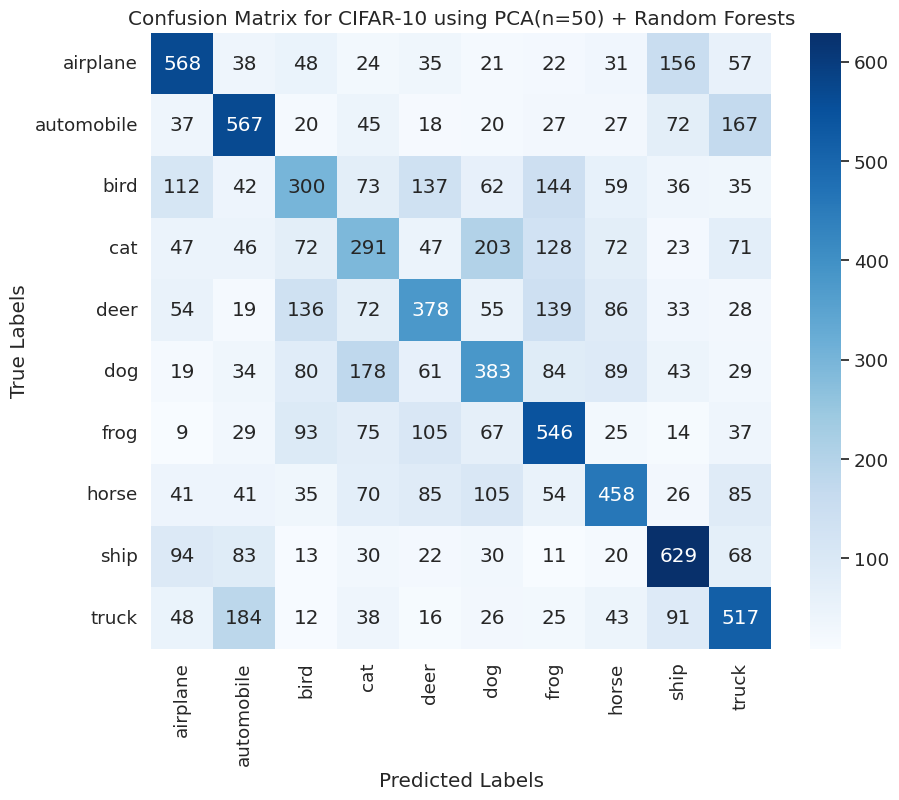 Confusion Matrix for CIFAR-10 using PCA(n=50) + Random Forests
airplane 568 38 48 24 35 21 22 31 156 57
automobile 37 567 20 45 18 20 27 27 72 167
bird 112 42 300 73 137 62 144 59 36 35
cat 47 46 72 291 47 203 128 72 23 71
deer 54 19 136 72 378 55 139 86 33 28
dog 19 34 80 178 61 383 84 89 43 29
frog 9 29 93 75 105 67 546 25 14 37
horse 41 41 35 70 85 105 54 458 26 85
ship 94 83 13 30 22 30 11 20 629 68
truck 48 184 12 38 16 26 25 43 91 517
airplane automobile bird cat deer dog frog horse ship truck
True Labels
Predicted Labels
600
500
400
300
200
100